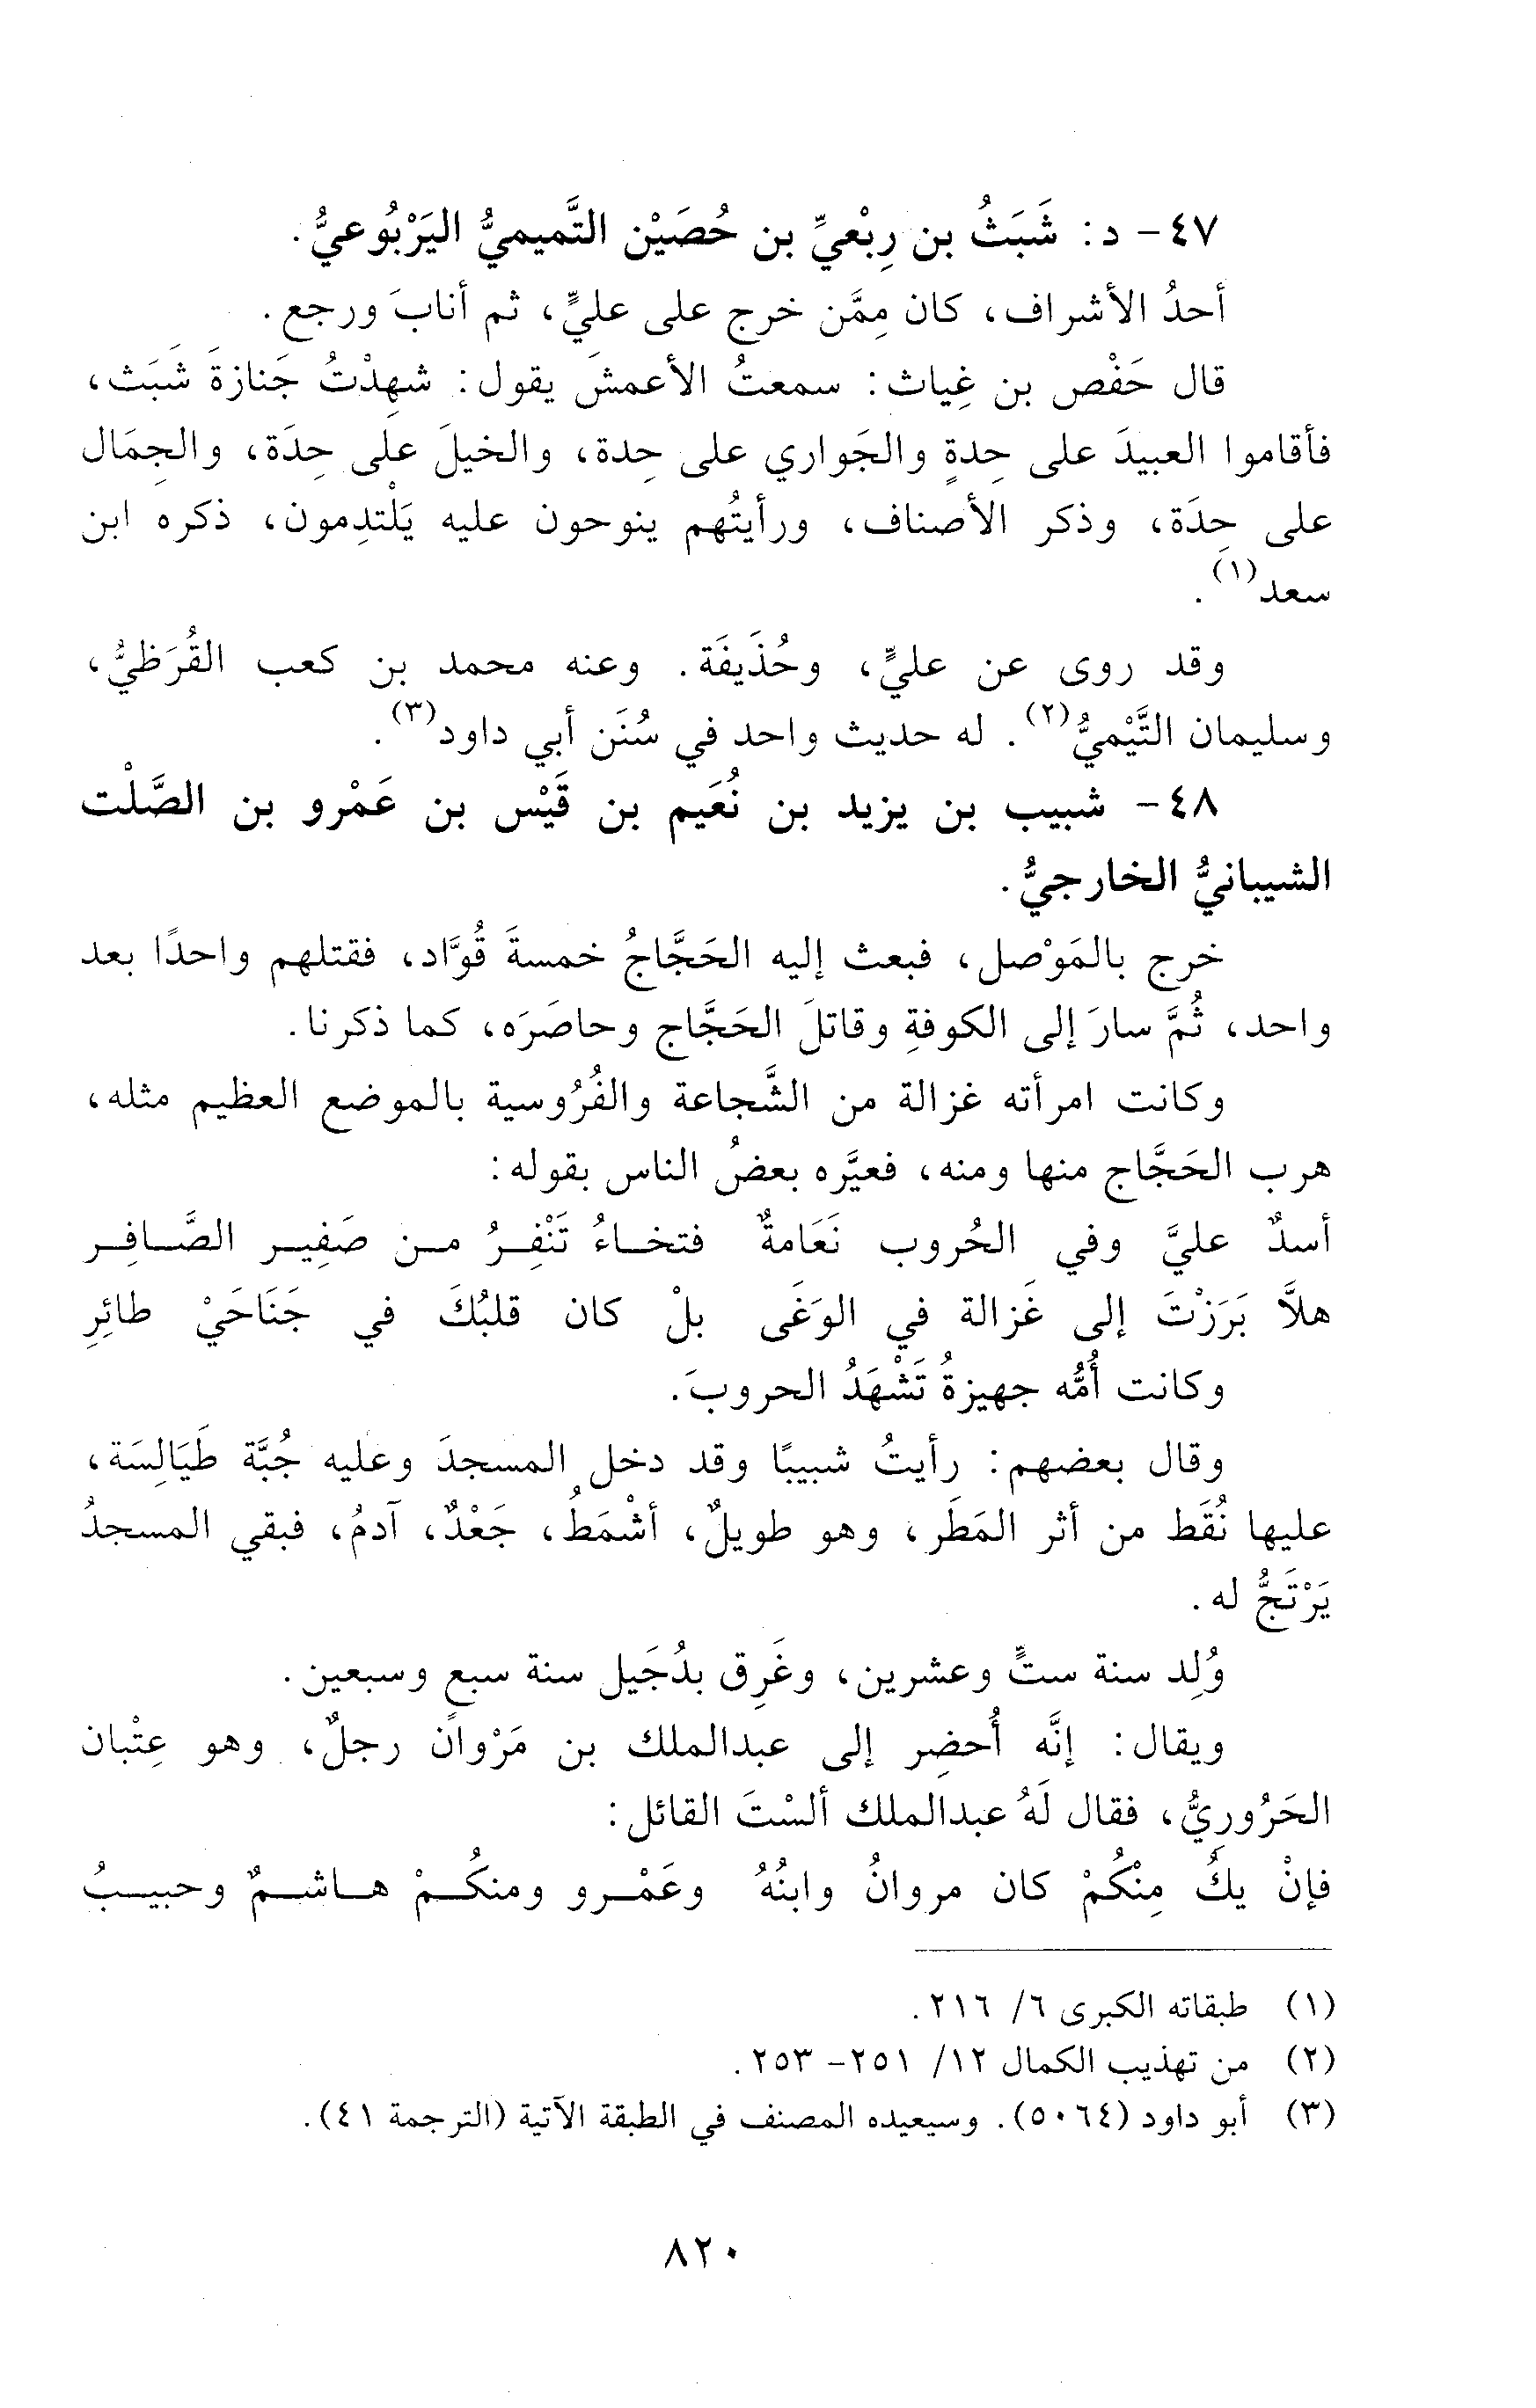 ٤٧- د: شَبَثُ بن رِبْعيِّ بن حُصَيْن التَّميميُّ اليَرْبُوعيُّ.
أحدُ الأشراف، كان مِمَّن خرج على عليٍّ، ثم أنابَ ورجع.
قال حَفْص بن غِياث: سمعتُ الأعمشَ يقول: شهِدْتُ جَنازةَ شَبَث،
فأقاموا العبيدَ على حِدةٍ والجَواري على حِدة، والخيلَ على حِدَة، والجِمَال
على حِدَة، وذكر الأصناف، ورأيتُهم ينوحون عليه يَلْتدِمون، ذكره ابن
سعد(١).
وقد روى عن عليٍّ، وحُذَيفَة. وعنه محمد بن كعب القُرَظيُّ،
وسليمان التَّيْميُّ(٢). له حديث واحد في سُنَن أبي داود(٣).
٤٨- شبيب بن يزيد بن نُعَيم بن قَيْس بن عَمْرو بن الصَّلْت
الشيبانيُّ الخارجيُّ.
خرج بالمَوْصل، فبعث إليه الحَجَّاجُ خمسةَ قُوَّاد، فقتلهم واحدًا بعد
واحد، ثُمَّ سارَ إلى الكوفةِ وقاتلَ الحَجَّاج وحاصَرَه، كما ذكرنا.
وكانت امرأته غزالة من الشَّجاعة والفُرُوسية بالموضع العظيم مثله،
هرب الحَجَّاج منها ومنه، فعيَّره بعضُ الناس بقوله:
أسدٌ عليَّ وفي الحُروب نَعَامةٌ فتخاءُ تَنْفِرُ من صَفِير الصَّافِر
هلاَّ بَرَزْتَ إلى غَزالة في الوَغَى بلْ كان قلبُكَ في جَنَاحَيْ طائِرِ
وكانت أُمُّه جهيزةُ تَشْهَدُ الحروبَ.
وقال بعضهم: رأيتُ شبيبًا وقد دخل المسجدَ وعليه جُبَّة طَيَالِسَة،
عليها نُقَط من أثر المَطَر، وهو طويلٌ، أشْمَطُ، جَعْدٌ، آدمُ، فبقي المسجدُ
يَرْتَجُّ له.
وُلِد سنة ستٍّ وعشرين، وغَرِق بدُجَيل سنة سبعٍ وسبعين.
ويقال: إنَّه أُحضِر إلى عبدالملك بن مَرْوان رجلٌ، وهو عِتْبان
الحَرُورِيُّ، فقال لَهُ عبدالملك ألسْتَ القائل:
فإنْ يكُ مِنْكُمْ كان مروانُ وابنُهُ وعَمْرو ومنكُمْ هاشمٌ وحبيبُ
(١) طبقاته الكبرى ٦/ ٢١٦.
(٢) من تهذيب الكمال ١٢/ ٢٥١- ٢٥٣.
(٣) أبو داود (٥٠٦٤). وسيعيده المصنف في الطبقة الآتية (الترجمة ٤١).
٨٢٠